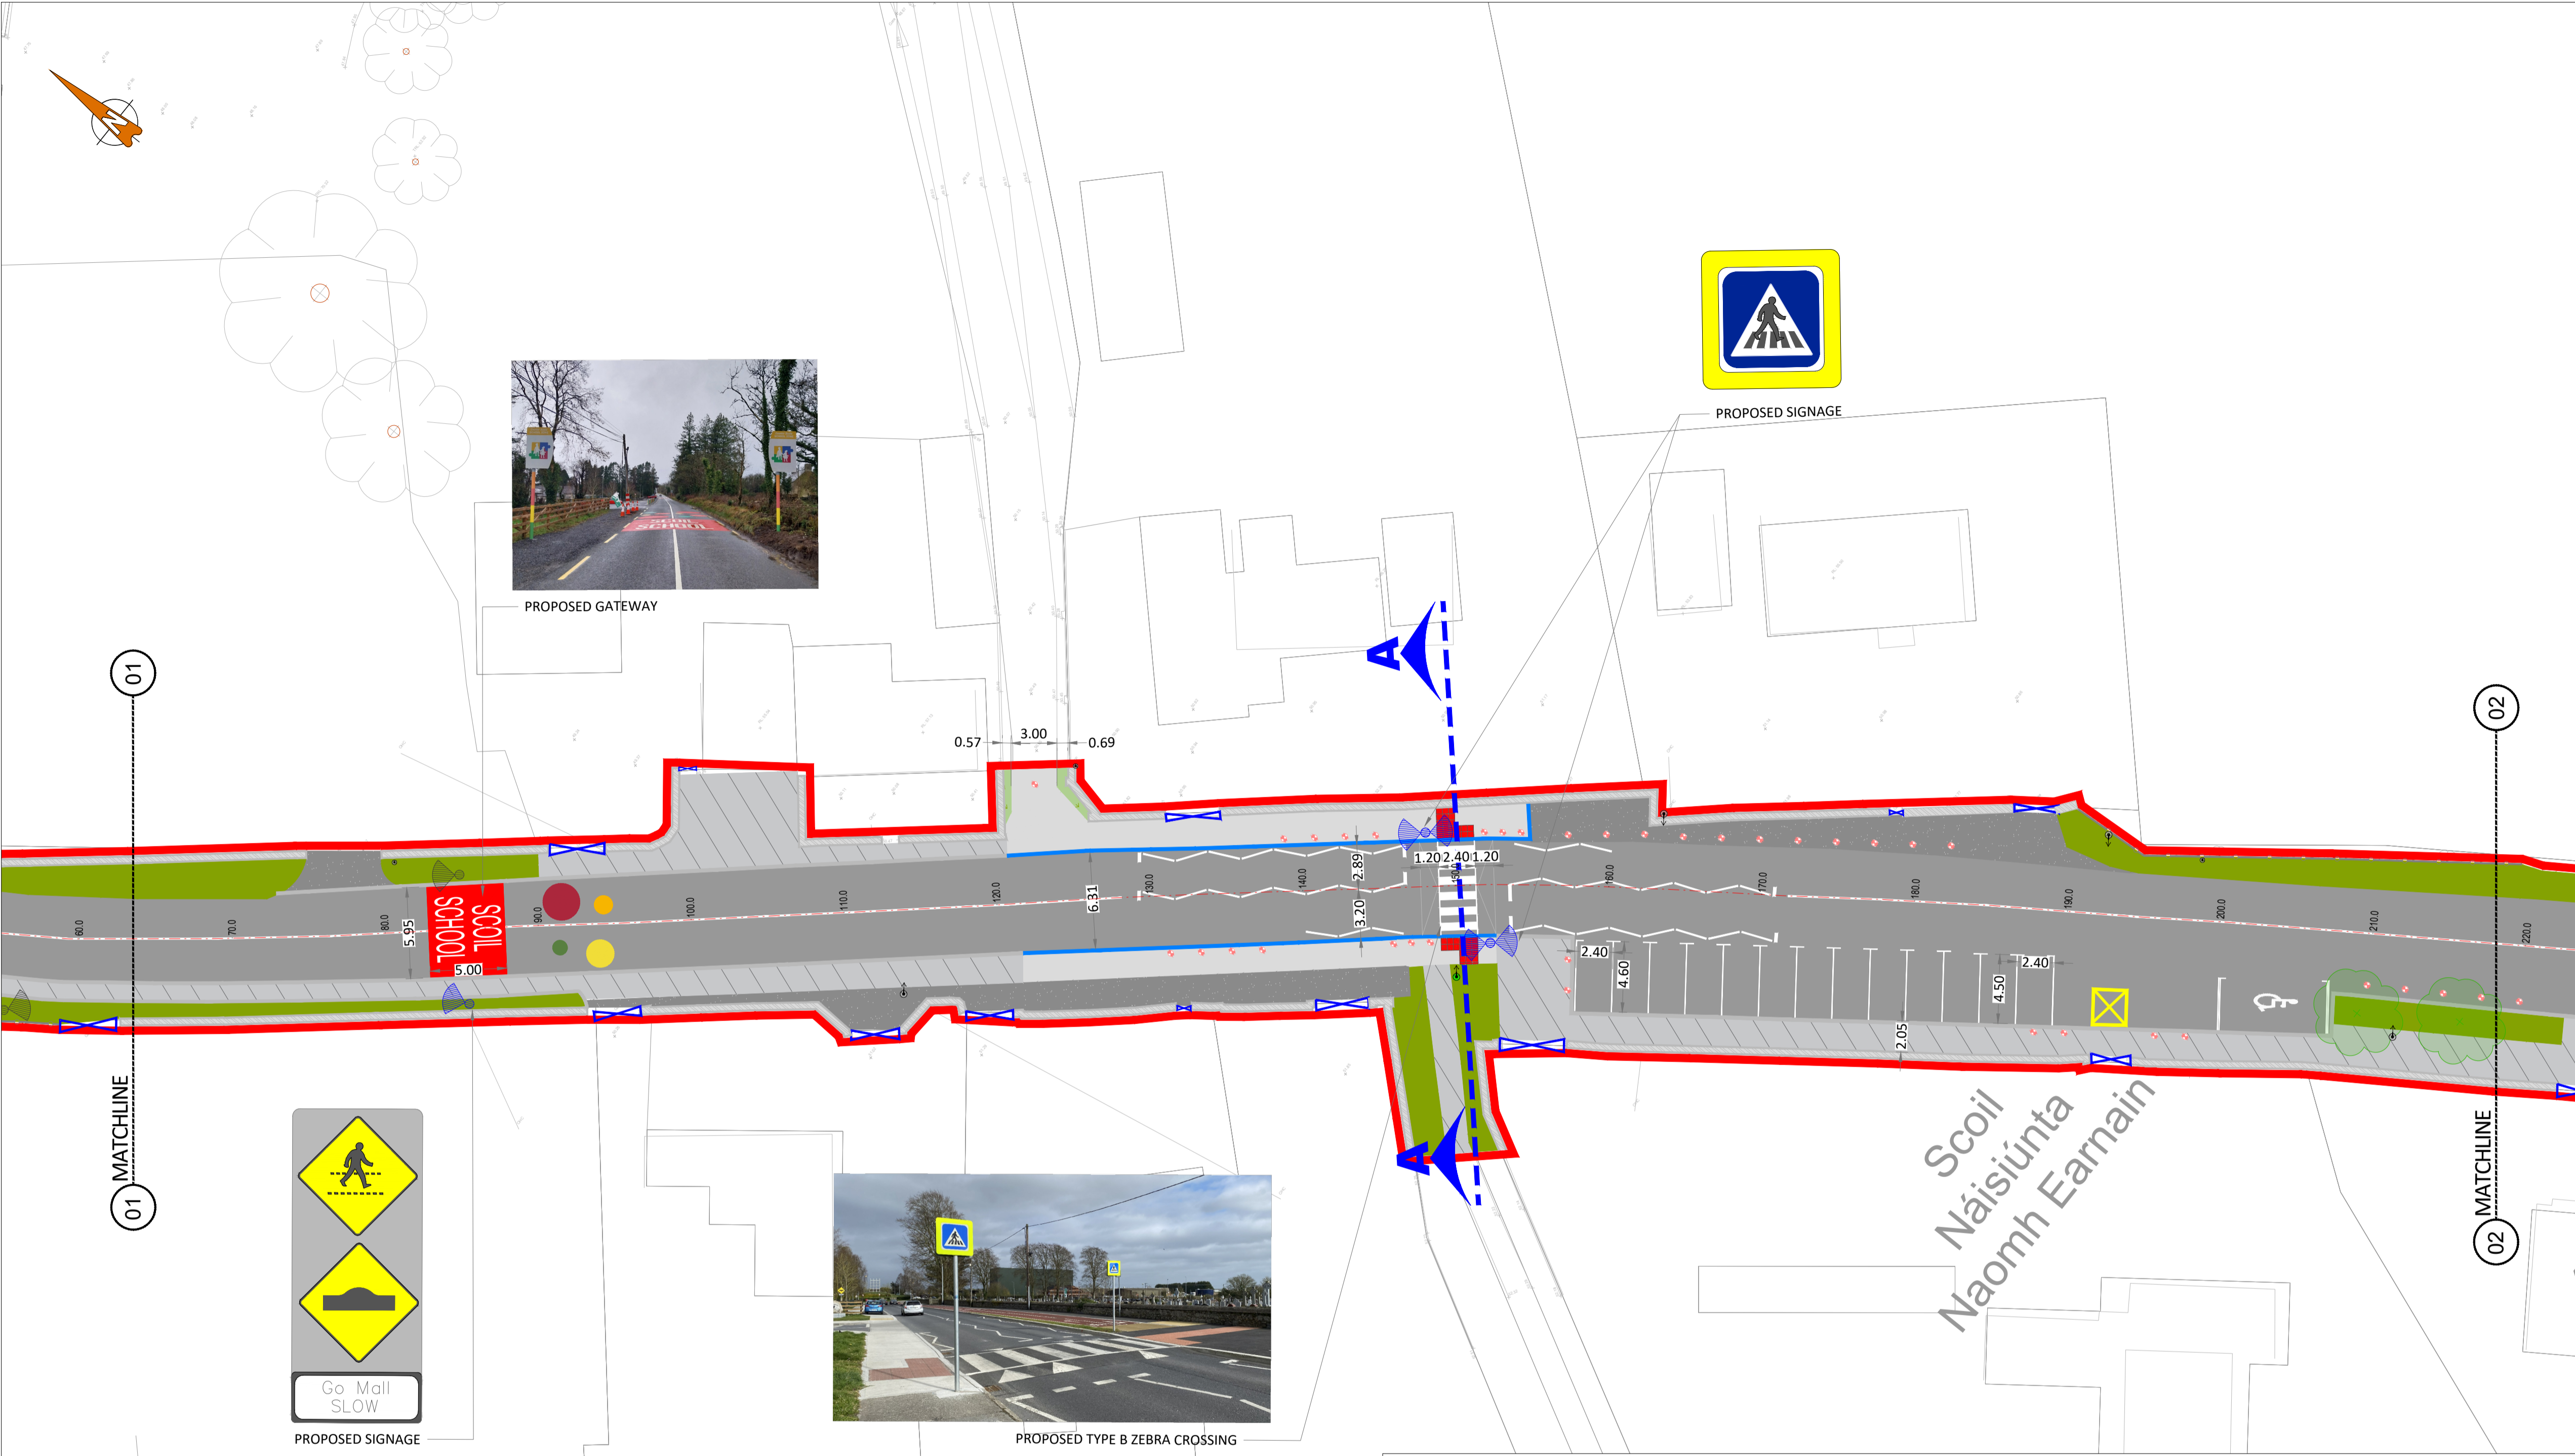 N
PROPOSED SIGNAGE
SCOIL
SCHOOL
PROPOSED GATEWAY
01
02
A
0.57
3.00
0.69
60.0
70.0
80.0
5.95
SCHOOL
SCOIL
5.00
90.0
100.0
110.0
120.0
6.31
130.0
140.0
2.89
3.20
1.20
2.40
1.20
150.0
160.0
170.0
180.0
190.0
200.0
210.0
220.0
2.40
4.60
4.50
2.40
2.05
MATCHLINE
01
A
Scoil
Náisiúnta
Naomh Earnain
MATCHLINE
02
Go Mall
SLOW
PROPOSED SIGNAGE
PROPOSED TYPE B ZEBRA CROSSING